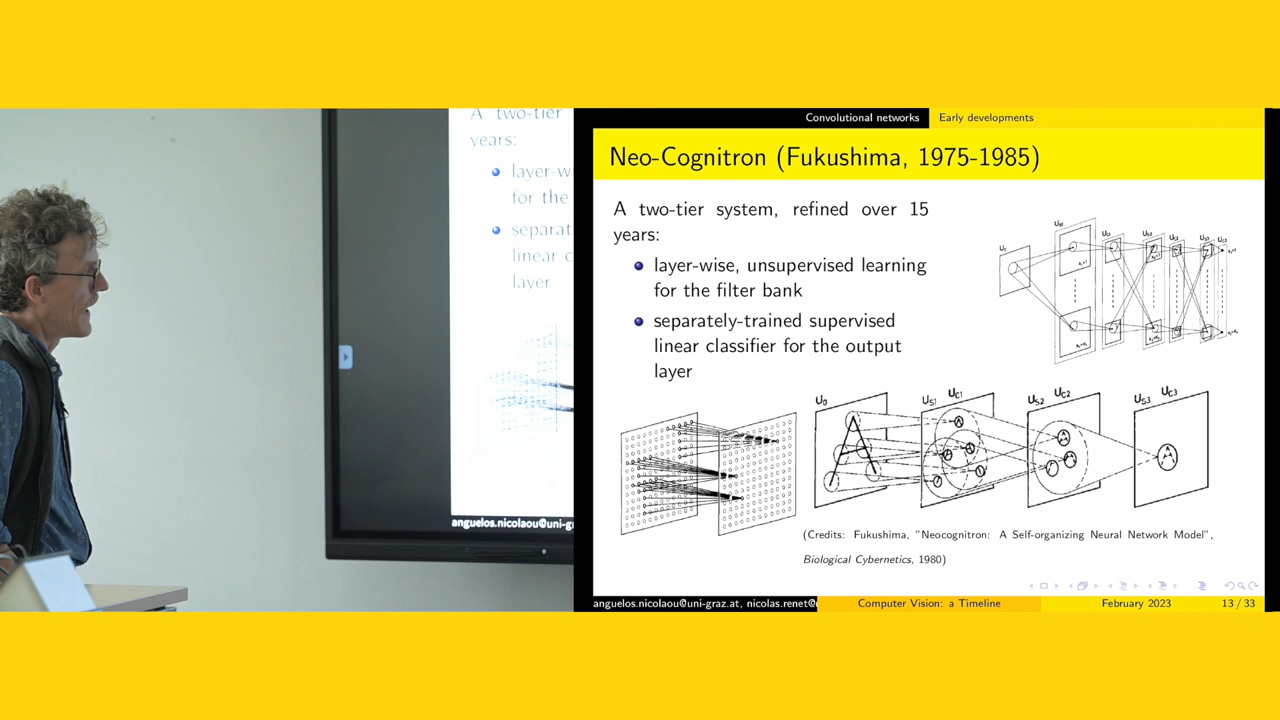 A two-tier
years:
layer-w
for the
separat
linear c
layer
anguelos.nicolaou@uni-gr
Convolutional networks
Early developments
Neo-Cognitron (Fukushima, 1975-1985)
A two-tier system, refined over 15
years:
layer-wise, unsupervised learning
for the filter bank
separately-trained supervised
linear classifier for the output
layer
U0 US1 UC1 US2 UC2 US3 UC3
(Credits: Fukushima, "Neocognitron: A Self-organizing Neural Network Model",
Biological Cybernetics, 1980)
anguelos.nicolaou@uni-graz.at, nicolas.renet@
Computer Vision: a Timeline
February 2023
13 / 33